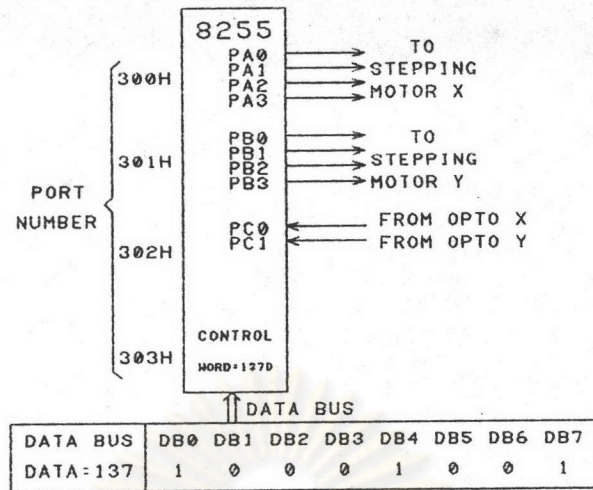 8255
PA0
PA1
PA2
PA3
TO
STEPPING
MOTOR X
300H
PB0
PB1
PB2
PB3
TO
STEPPING
MOTOR Y
301H
PORT
NUMBER
PC0
PC1
FROM OPTO X
FROM OPTO Y
302H
CONTROL
WORD=137D
303H
DATA BUS
DATA BUS DB0 DB1 DB2 DB3 DB4 DB5 DB6 DB7
DATA=137 1 0 0 0 1 0 0 1